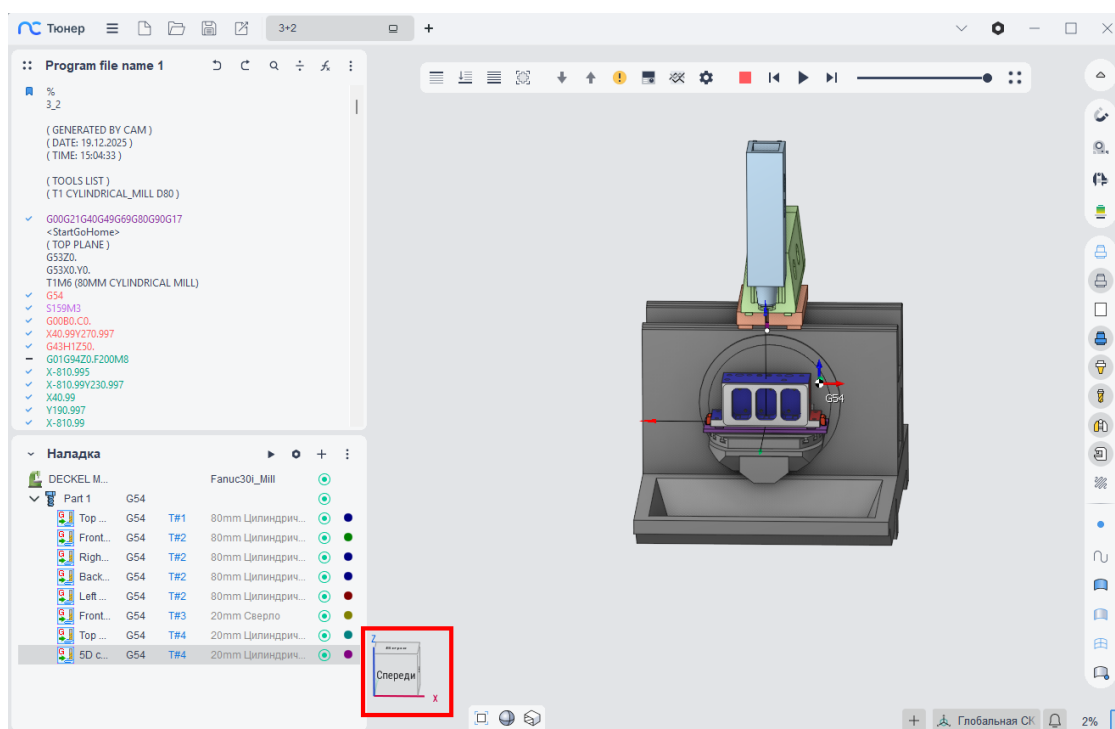 Тюнер
3+2
Program file name 1
%
3_2
( GENERATED BY CAM )
( DATE: 19.12.2025 )
( TIME: 15:04:33 )
( TOOLS LIST )
( T1 CYLINDRICAL_MILL D80 )
G00G21G40G49G69G80G90G17
<StartGoHome>
( TOP PLANE )
G53Z0.
G53X0.Y0.
T1M6 (80MM CYLINDRICAL MILL)
G54
S159M3
G00B0.C0.
X40.99Y270.997
G43H1Z50.
G01G94Z0.F200M8
X-810.995
X-810.99Y230.997
X40.99
Y190.997
X-810.99
G54
Наладка
DECKEL M... Fanuc30i_Mill
Part 1 G54
Top ... G54 T#1 80mm Цилиндрич...
Front... G54 T#2 80mm Цилиндрич...
Righ... G54 T#2 80mm Цилиндрич...
Back... G54 T#2 80mm Цилиндрич...
Left ... G54 T#2 80mm Цилиндрич...
Front... G54 T#3 20mm Сверло
Top ... G54 T#4 20mm Цилиндрич...
5D c... G54 T#4 20mm Цилиндрич...
Z
Спереди
X
Глобальная СК
2%